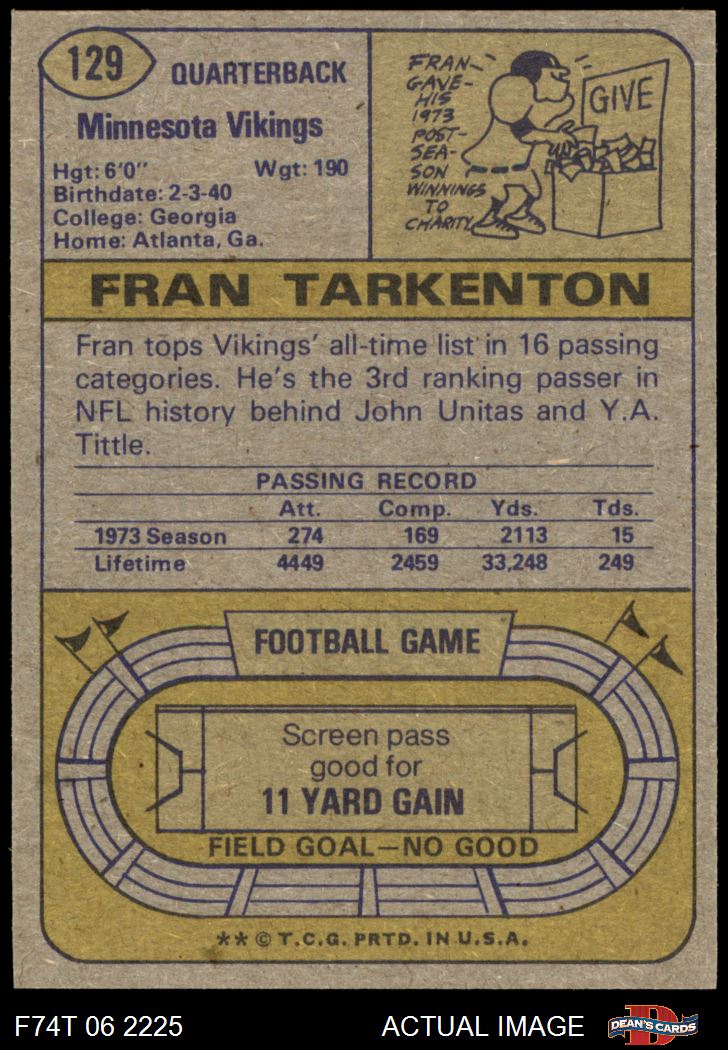 129
QUARTERBACK
Minnesota Vikings
Hgt: 6'0" Wgt: 190
Birthdate: 2-3-40
College: Georgia
Home: Atlanta, Ga.
FRAN
GAVE
HIS
1973
POST-
SEA-
SON
WINNINGS
TO
CHARITY
GIVE
FRAN TARKENTON
Fran tops Vikings' all-time list in 16 passing
categories. He's the 3rd ranking passer in
NFL history behind John Unitas and Y.A.
Tittle.
PASSING RECORD
Att. Comp. Yds. Tds.
1973 Season 274 169 2113 15
Lifetime 4449 2459 33,248 249
FOOTBALL GAME
Screen pass
good for
11 YARD GAIN
FIELD GOAL—NO GOOD
** © T.C.G. PRTD. IN U.S.A.
F74T 06 2225 ACTUAL IMAGE D DEAN'S CARDS